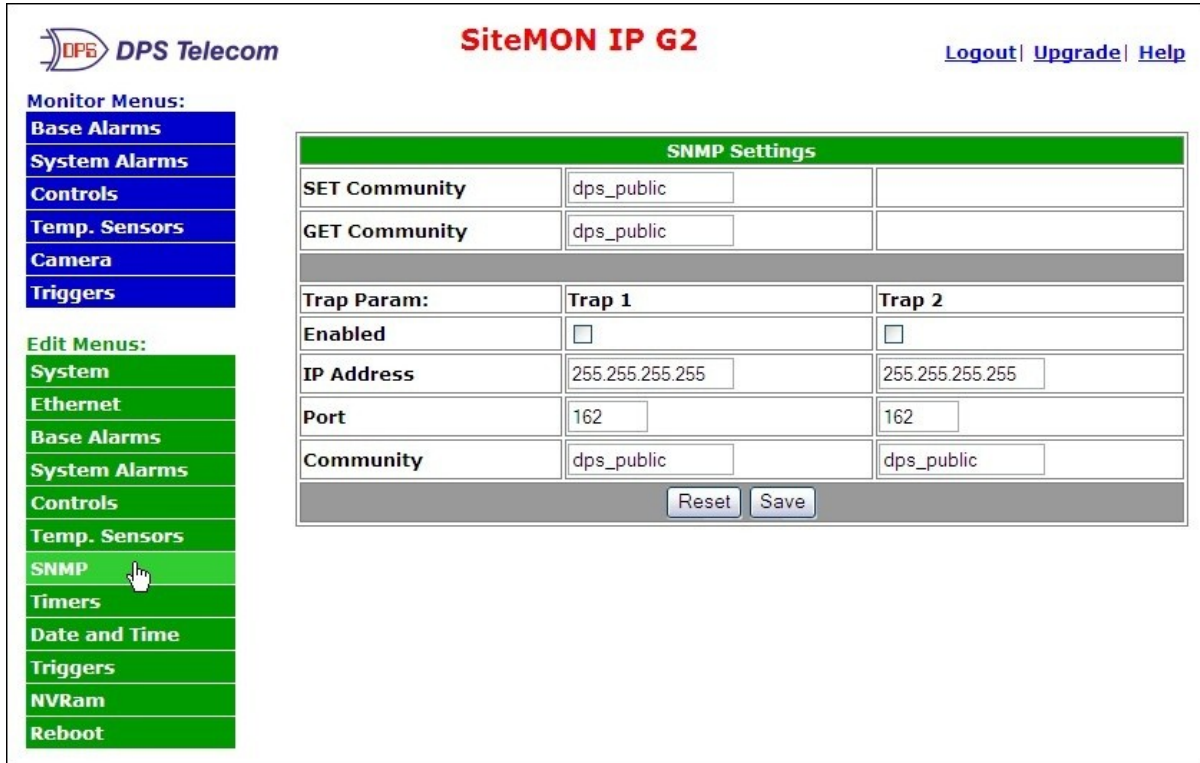 DPS DPS Telecom
SiteMON IP G2
Logout| Upgrade| Help
Monitor Menus:
Base Alarms
System Alarms
Controls
Temp. Sensors
Camera
Triggers
Edit Menus:
System
Ethernet
Base Alarms
System Alarms
Controls
Temp. Sensors
SNMP
Timers
Date and Time
Triggers
NVRam
Reboot
SNMP Settings
SET Community dps_public
GET Community dps_public
Trap Param: Trap 1 Trap 2
Enabled
IP Address 255.255.255.255 255.255.255.255
Port 162 162
Community dps_public dps_public
Reset Save